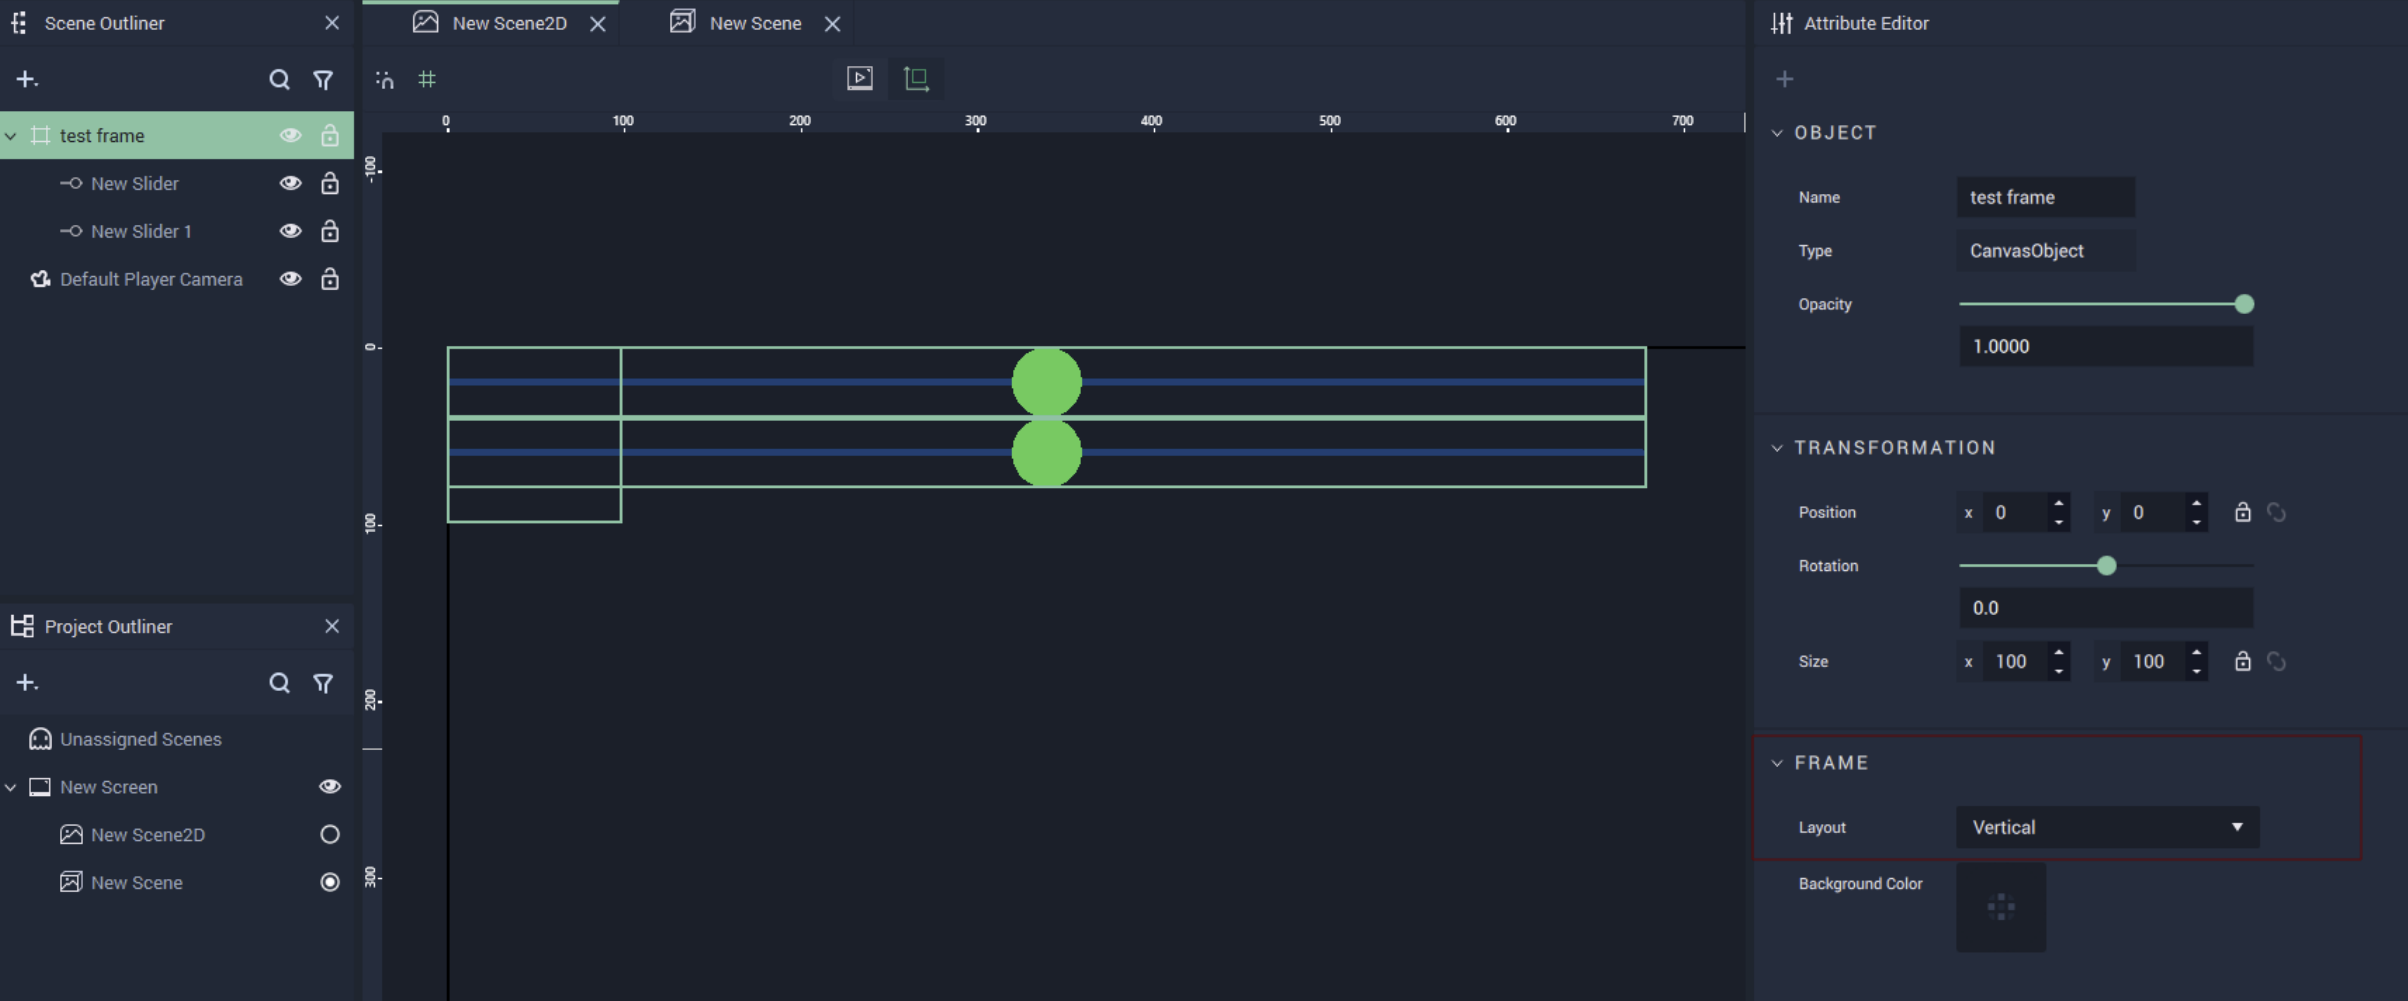 Scene Outliner
test frame
New Slider
New Slider 1
Default Player Camera
Project Outliner
Unassigned Scenes
New Screen
New Scene2D
New Scene
New Scene2D
New Scene
0 100 200 300 400 500 600 700
-100
0
100
200
300
Attribute Editor
OBJECT
Name test frame
Type CanvasObject
Opacity
1.0000
TRANSFORMATION
Position x 0 y 0
Rotation
0.0
Size x 100 y 100
FRAME
Layout Vertical
Background Color